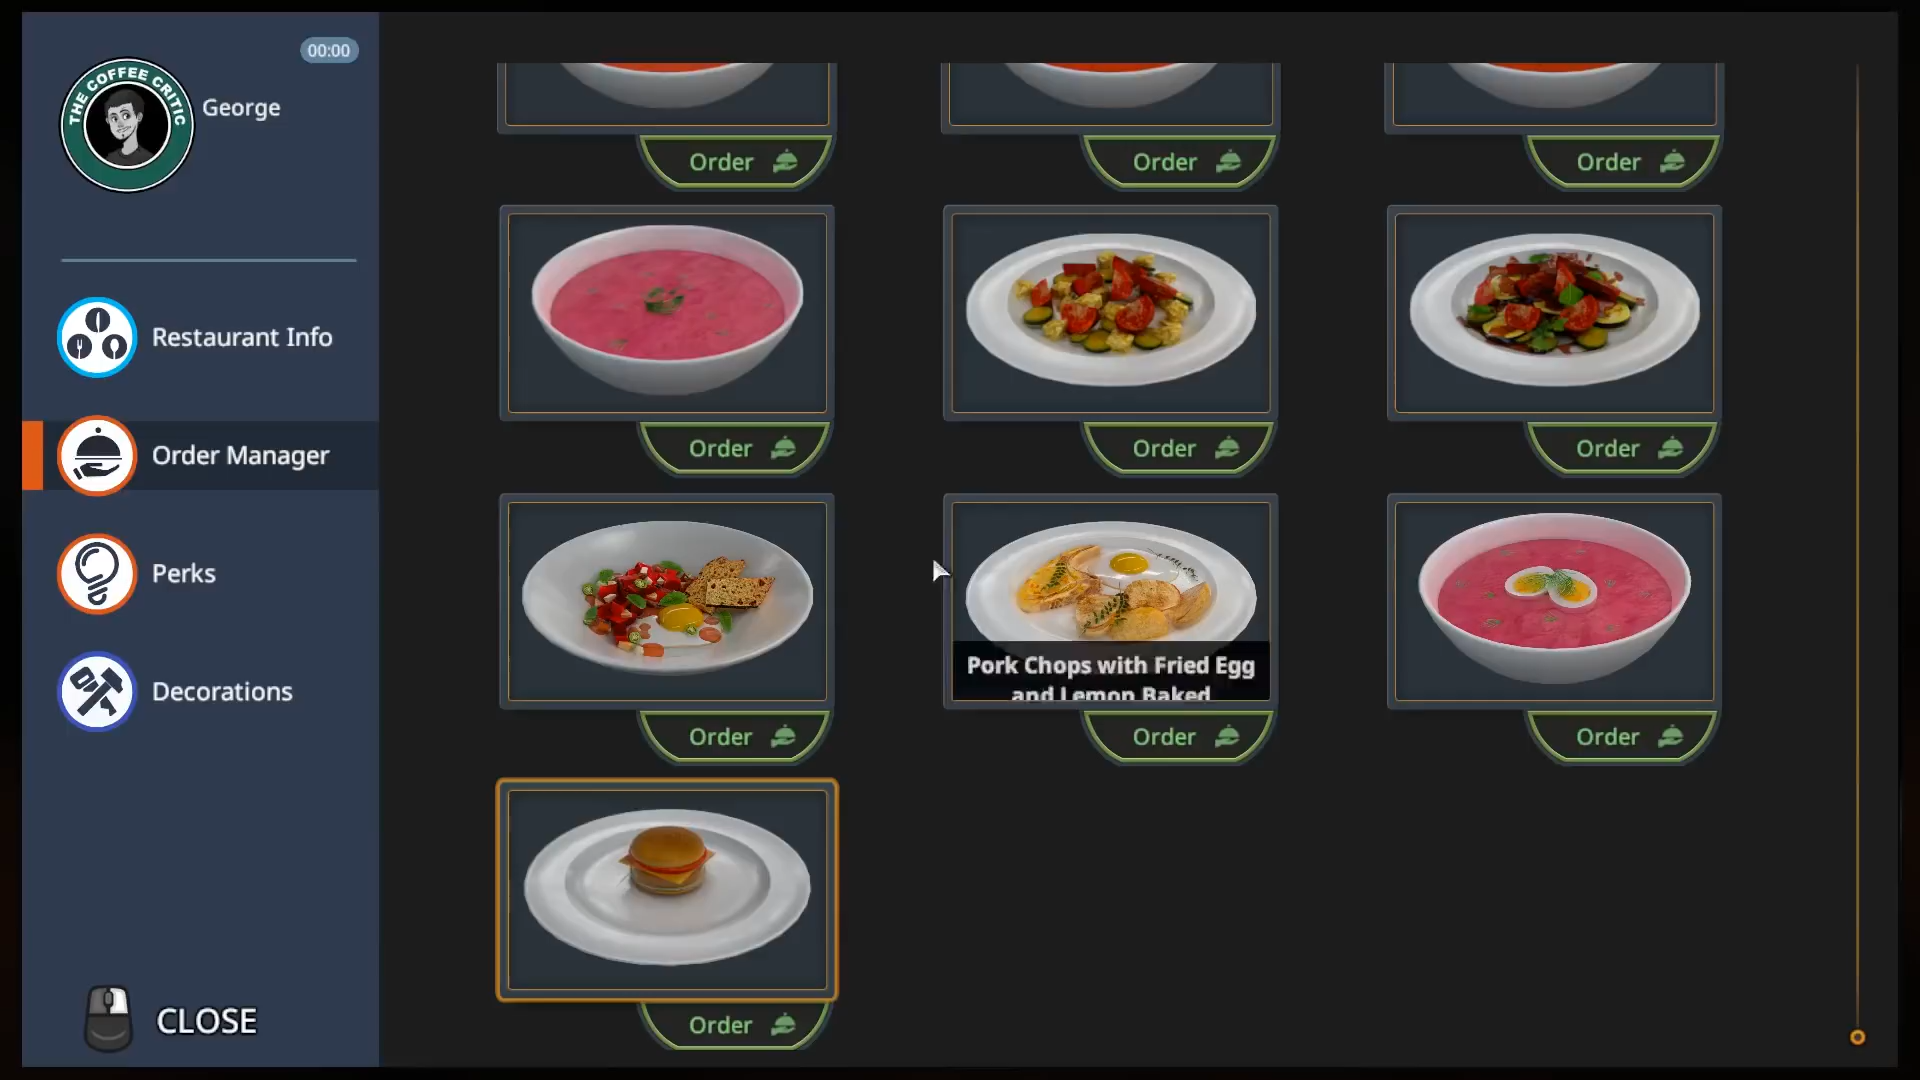 00:00
THE COFFEE CRITIC
George
Restaurant Info
Order Manager
Perks
Decorations
CLOSE
Order
Order
Order
Order
Order
Order
Pork Chops with Fried Egg
and Lemon Baked
Order
Order
Order
Order